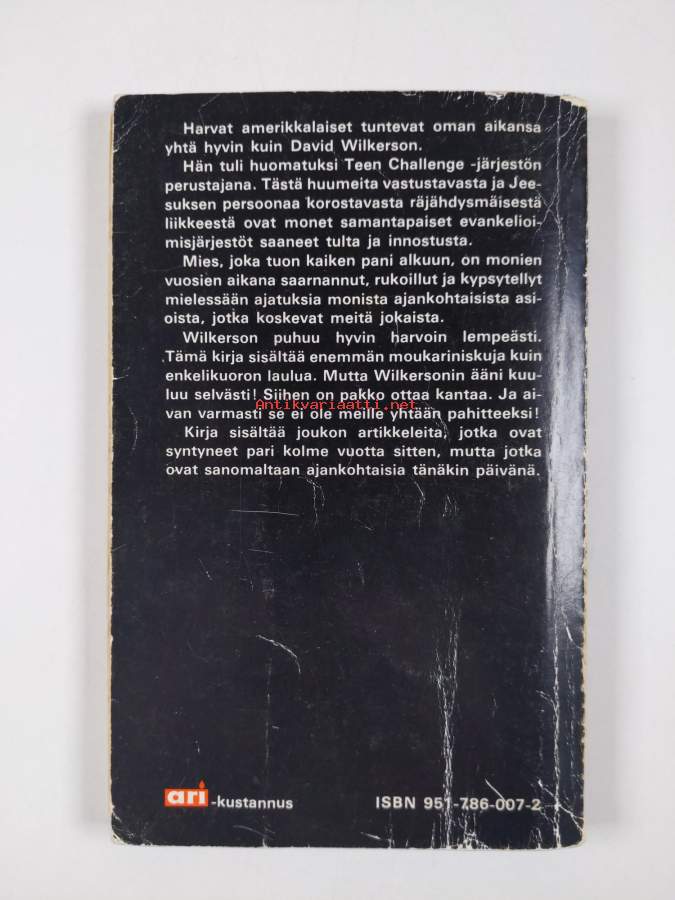 Harvat amerikkalaiset tuntevat oman aikansa
yhtä hyvin kuin David Wilkerson.
Hän tuli huomatuksi Teen Challenge -järjestön
perustajana. Tästä huumeita vastustavasta ja Jee-
suksen persoonaa korostavasta räjähdysmäisestä
liikkeestä ovat monet samantapaiset evankelioi-
misjärjestöt saaneet tulta ja innostusta.
Mies, joka tuon kaiken pani alkuun, on monien
vuosien aikana saarnannut, rukoillut ja kypsytellyt
mielessään ajatuksia monista ajankohtaisista asi-
oista, jotka koskevat meitä jokaista.
Wilkerson puhuu hyvin harvoin lempeästi.
Tämä kirja sisältää enemmän moukariniskuja kuin
enkelikuoron laulua. Mutta Wilkersonin ääni kuu-
luu selvästi! Siihen on pakko ottaa kantaa. Ja ai-
Antikvariaatti.net
van varmasti se ei ole meille yhtään pahitteeksi!
Kirja sisältää joukon artikkeleita, jotka ovat
syntyneet pari kolme vuotta sitten, mutta jotka
ovat sanomaltaan ajankohtaisia tänäkin päivänä.
ari -kustannus
ISBN 951-786-007-2